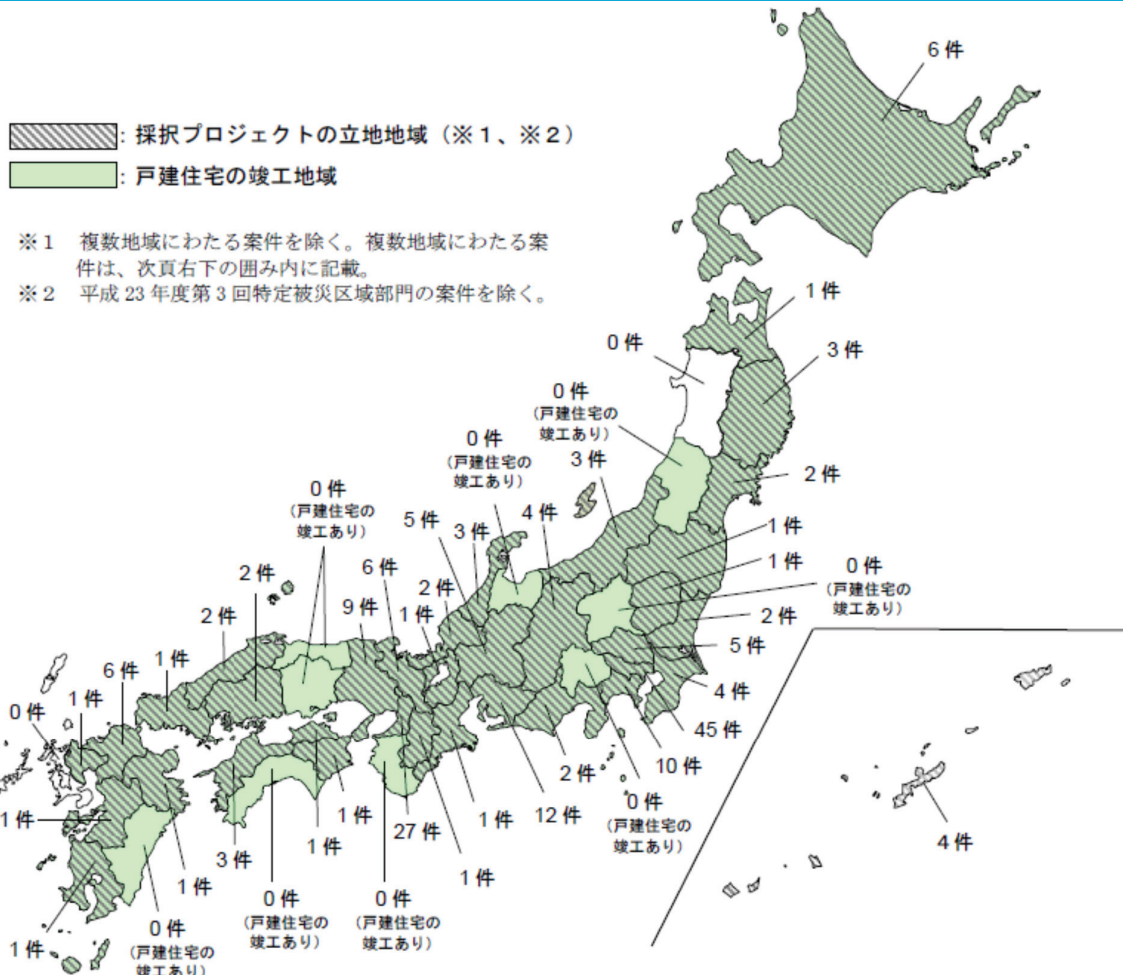 6 件
: 採択プロジェクトの立地地域（※１、※２）
: 戸建住宅の竣工地域
※１　複数地域にわたる案件を除く。複数地域にわたる案
件は、次頁右下の囲み内に記載。
※２　平成 23 年度第 3 回特定被災区域部門の案件を除く。
1 件
0 件
3 件
0 件
(戸建住宅の
竣工あり)
0 件
(戸建住宅の
竣工あり)
3 件
2 件
0 件
(戸建住宅の
竣工あり)
5 件
3 件
4 件
1 件
1 件
0 件
(戸建住宅の
竣工あり)
2 件
6 件
2 件
9 件
1 件
2 件
2 件
5 件
1 件
6 件
1 件
0 件
4 件
45 件
10 件
2 件
12 件
0 件
(戸建住宅の
竣工あり)
4 件
1 件
1 件
27 件
1 件
1 件
3 件
1 件
1 件
0 件
(戸建住宅の
竣工あり)
0 件
(戸建住宅の
竣工あり)
0 件
(戸建住宅の
竣工あり)
1 件